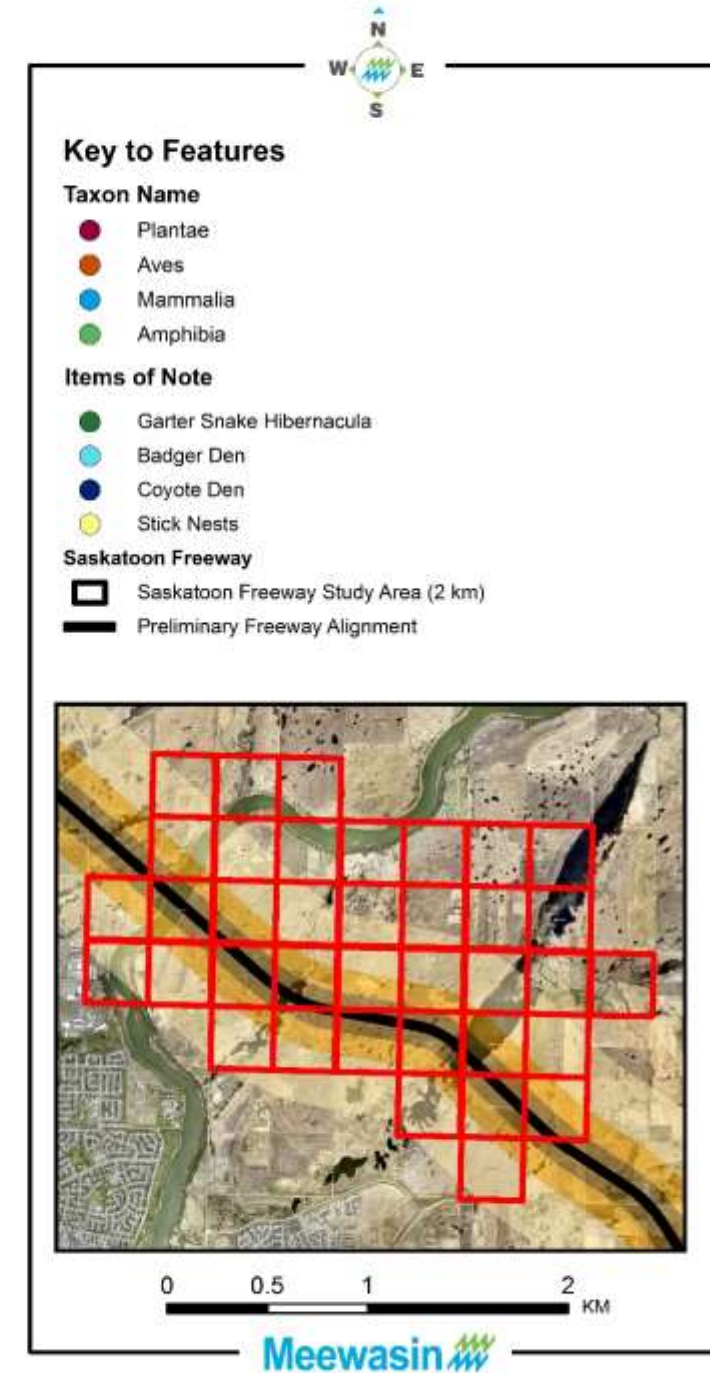 N
W E
S
Key to Features
Taxon Name
Plantae
Aves
Mammalia
Amphibia
Items of Note
Garter Snake Hibernacula
Badger Den
Coyote Den
Stick Nests
Saskatoon Freeway
Saskatoon Freeway Study Area (2 km)
Preliminary Freeway Alignment
0 0.5 1 2
KM
Meewasin